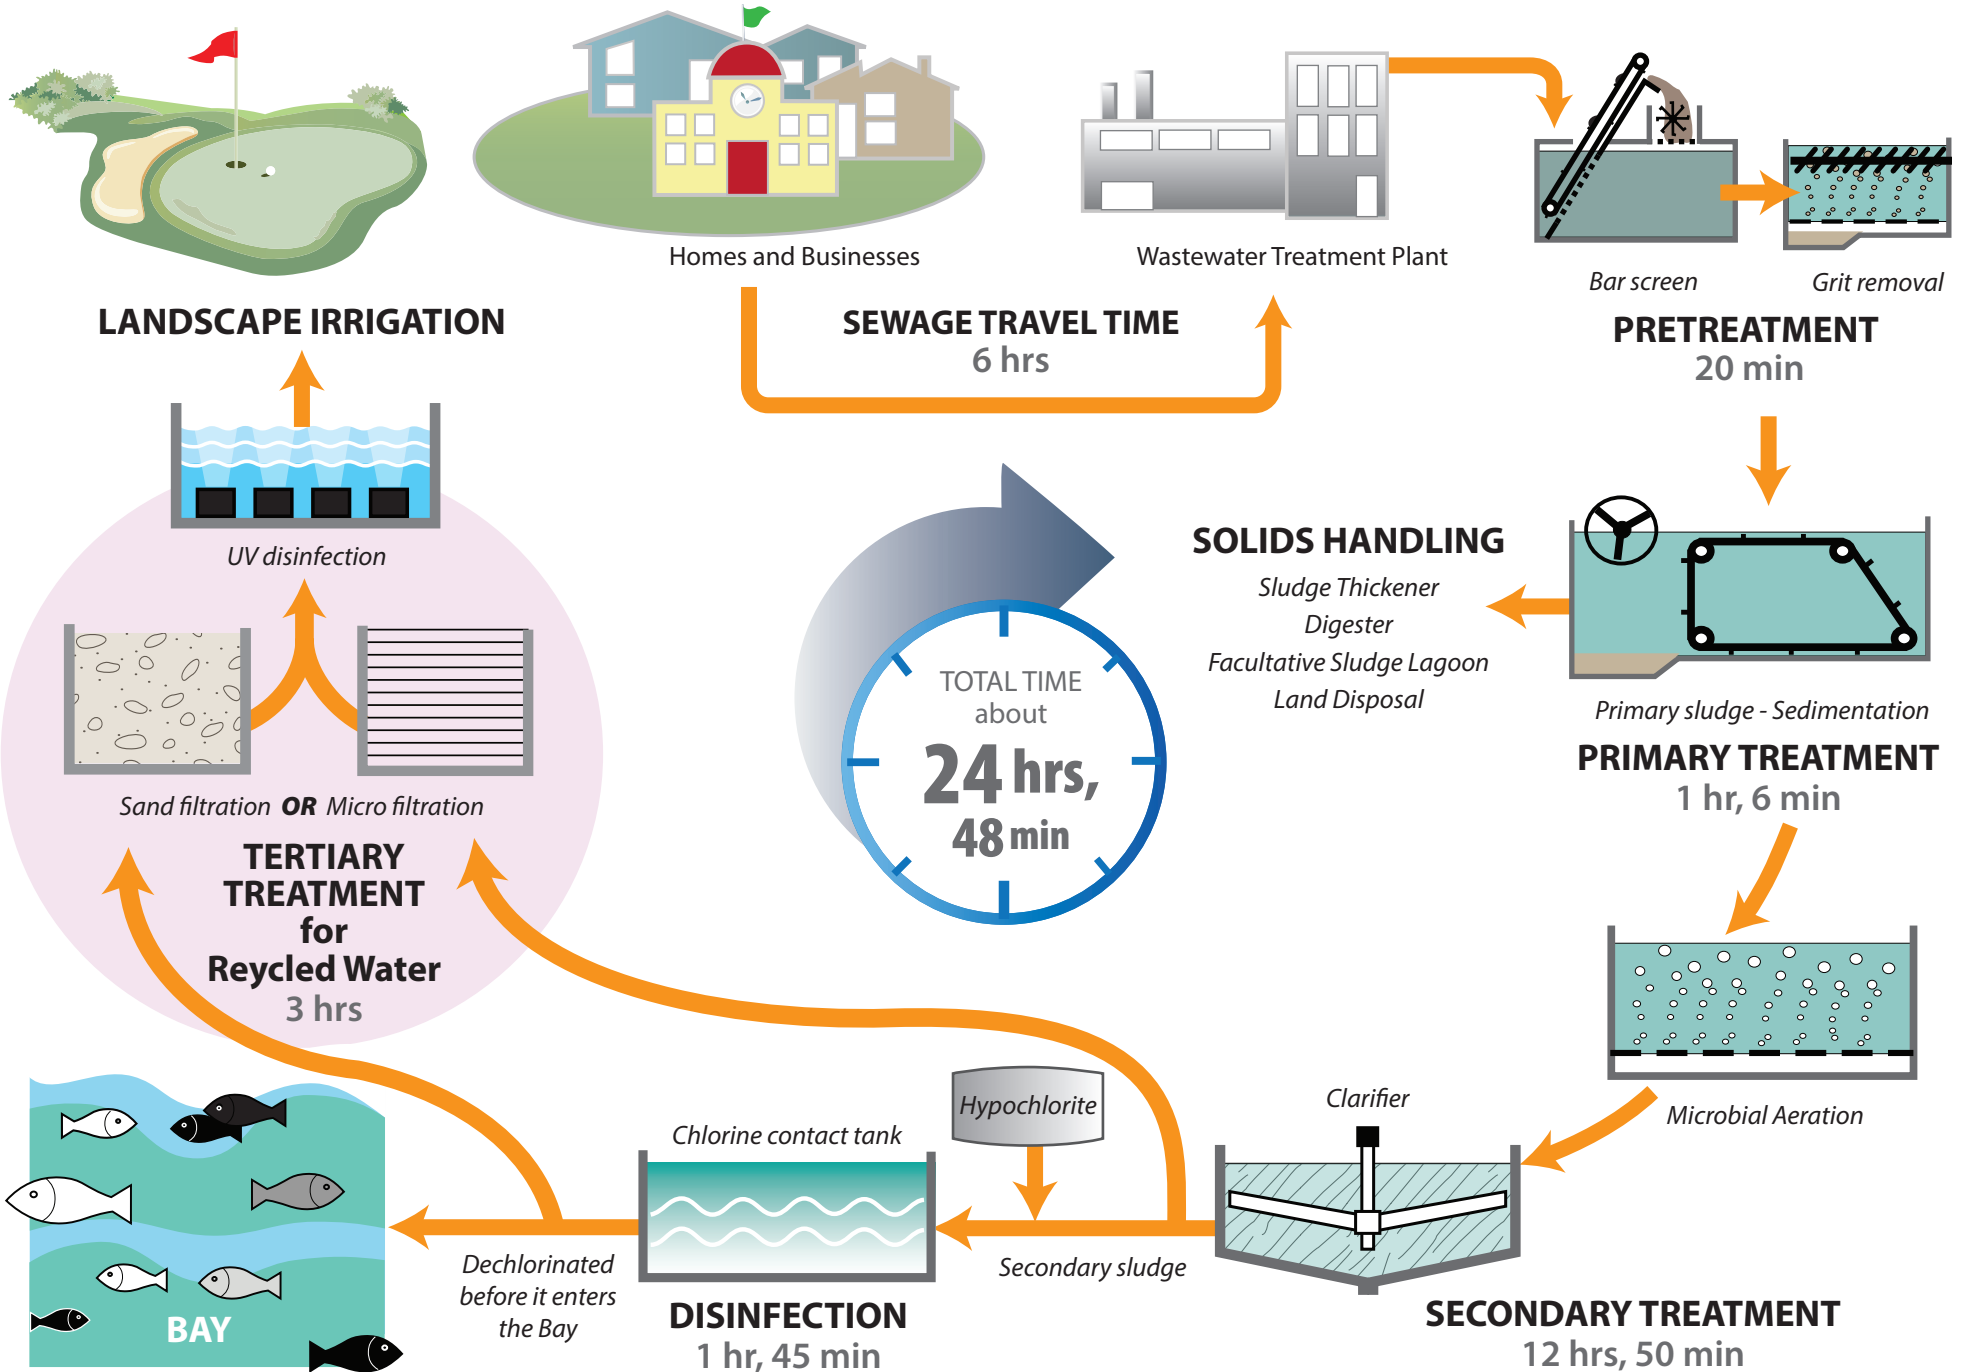 Homes and Businesses
Wastewater Treatment Plant
Bar screen
Grit removal
LANDSCAPE IRRIGATION
SEWAGE TRAVEL TIME
6 hrs
PRETREATMENT
20 min
UV disinfection
SOLIDS HANDLING
Sludge Thickener
Digester
Facultative Sludge Lagoon
Land Disposal
TOTAL TIME
about
24 hrs,
48 min
Primary sludge - Sedimentation
PRIMARY TREATMENT
1 hr, 6 min
Sand filtration OR Micro filtration
TERTIARY
TREATMENT
for
Reycled Water
3 hrs
Microbial Aeration
Clarifier
Hypochlorite
Chlorine contact tank
Secondary sludge
SECONDARY TREATMENT
12 hrs, 50 min
DISINFECTION
1 hr, 45 min
Dechlorinated
before it enters
the Bay
BAY